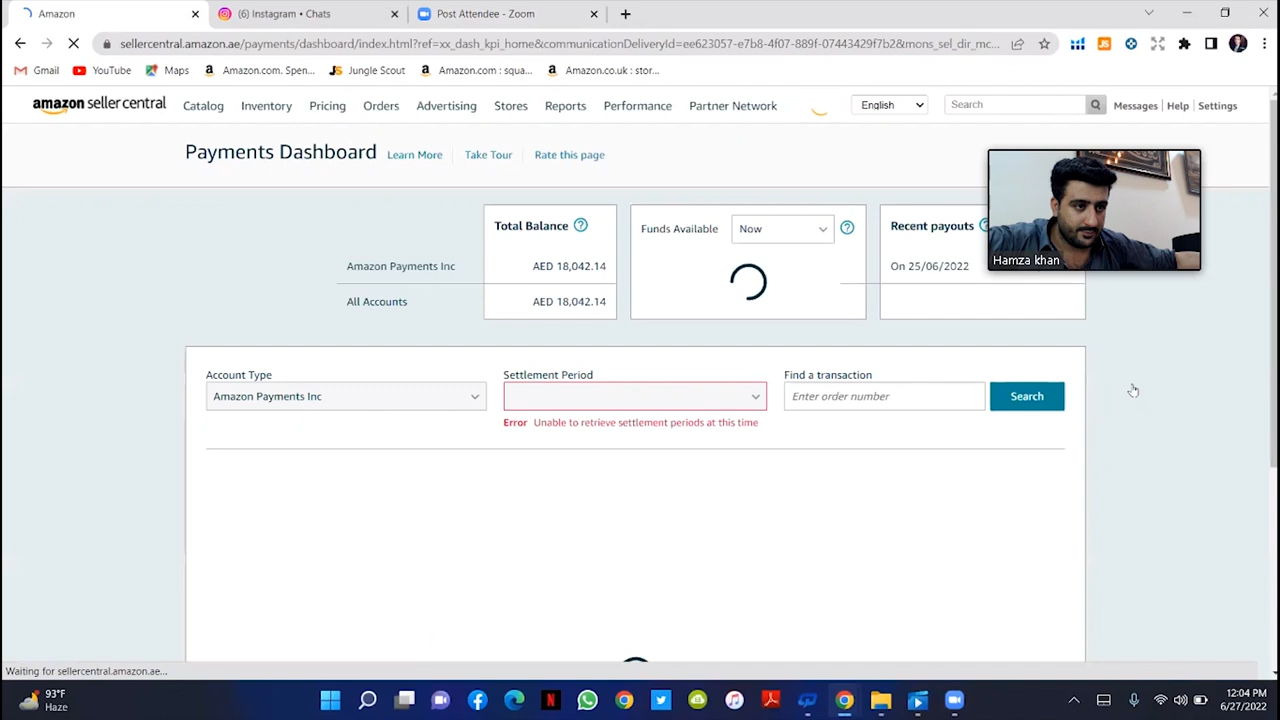 Amazon
(6) Instagram • Chats
Post Attendee - Zoom
sellercentral.amazon.ae/payments/dashboard/index.html?ref=xx_dash_kpi_home&communicationDeliveryId=ee623057-e7b8-4f07-889f-07443429f7b2&mons_sel_dir_mc...
Gmail
YouTube
Maps
Amazon.com. Spen...
Jungle Scout
Amazon.com : squa...
Amazon.co.uk : stor...
amazon seller central
Catalog
Inventory
Pricing
Orders
Advertising
Stores
Reports
Performance
Partner Network
English
Search
Messages | Help | Settings
Payments Dashboard
Learn More
Take Tour
Rate this page
Total Balance
Funds Available
Now
Recent payouts
Amazon Payments Inc
AED 18,042.14
On 25/06/2022
Hamza khan
All Accounts
AED 18,042.14
Account Type
Settlement Period
Find a transaction
Amazon Payments Inc
Enter order number
Search
Error Unable to retrieve settlement periods at this time
Waiting for sellercentral.amazon.ae...
93°F
Haze
12:04 PM
6/27/2022